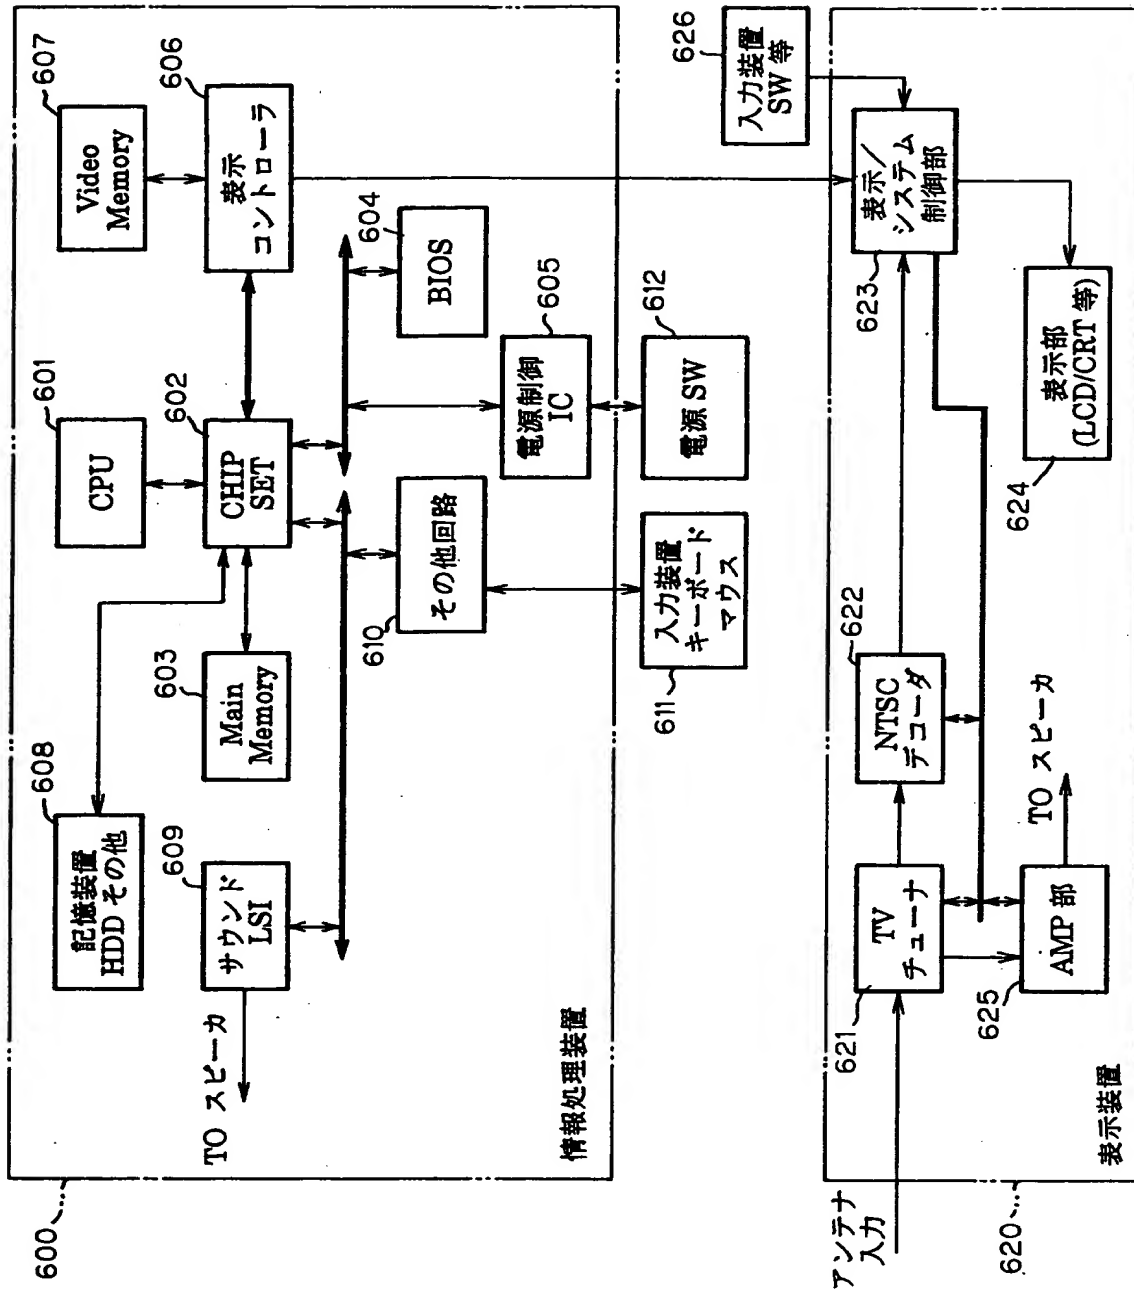 600
情報処理装置
TO スピーカ
608
記憶装置
HDD その他
609
サウンド
LSI
603
Main
Memory
601
CPU
602
CHIP
SET
607
Video
Memory
606
表示
コントローラ
604
BIOS
605
電源制御
IC
610
その他回路
611
入力装置
キーボード
マウス
612
電源 SW
626
入力装置
SW 等
620
表示装置
アンテナ
入力
621
TV
チューナ
622
NTSC
デコーダ
623
表示/
システム
制御部
624
表示部
(LCD/CRT 等)
625
AMP 部
TO スピーカ